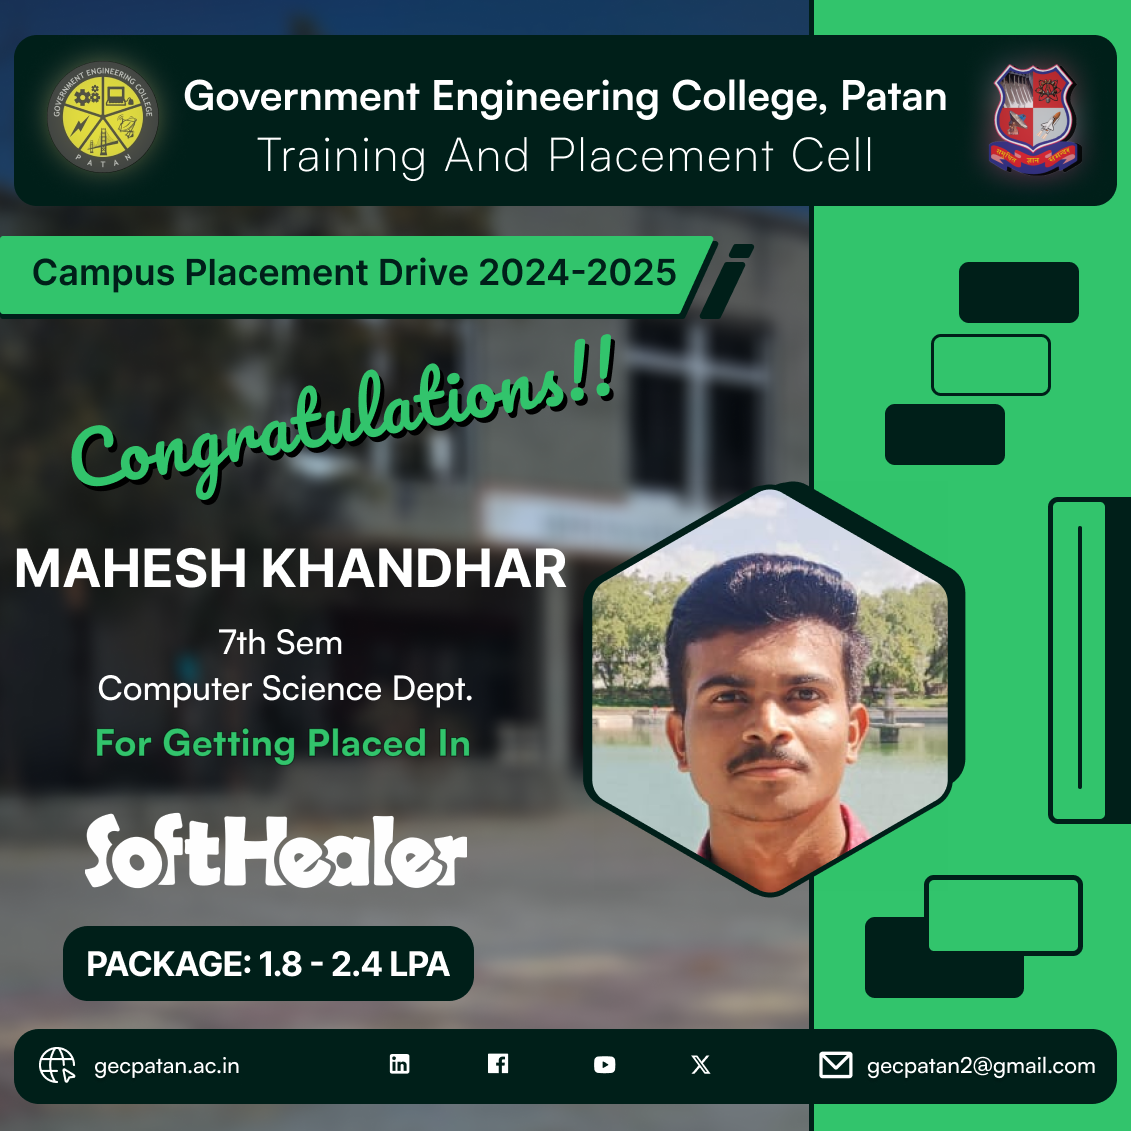 GOVERNMENT ENGINEERING COLLEGE
PATAN
Government Engineering College, Patan
Training And Placement Cell
Campus Placement Drive 2024-2025
Congratulations!!
MAHESH KHANDHAR
7th Sem
Computer Science Dept.
For Getting Placed In
SoftHealer
PACKAGE: 1.8 - 2.4 LPA
gecpatan.ac.in
gecpatan2@gmail.com